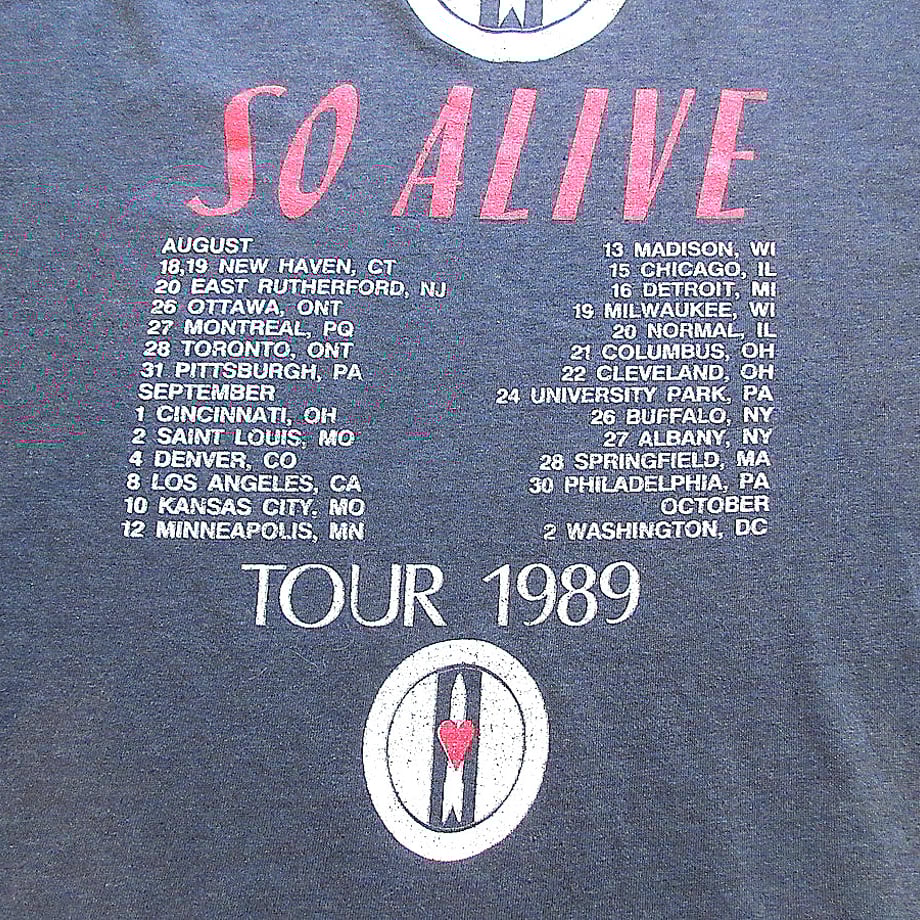 SO ALIVE
AUGUST
18,19 NEW HAVEN, CT
20 EAST RUTHERFORD, NJ
26 OTTAWA, ONT
27 MONTREAL, PQ
28 TORONTO, ONT
31 PITTSBURGH, PA
SEPTEMBER
1 CINCINNATI, OH
2 SAINT LOUIS, MO
4 DENVER, CO
8 LOS ANGELES, CA
10 KANSAS CITY, MO
12 MINNEAPOLIS, MN
13 MADISON, WI
15 CHICAGO, IL
16 DETROIT, MI
19 MILWAUKEE, WI
20 NORMAL, IL
21 COLUMBUS, OH
22 CLEVELAND, OH
24 UNIVERSITY PARK, PA
26 BUFFALO, NY
27 ALBANY, NY
28 SPRINGFIELD, MA
30 PHILADELPHIA, PA
OCTOBER
2 WASHINGTON, DC
TOUR 1989